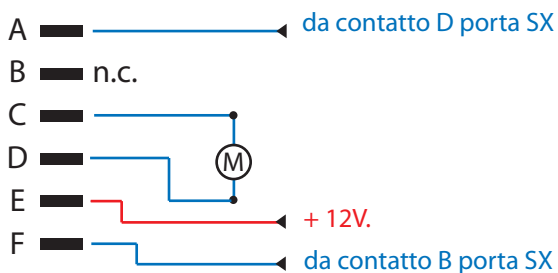 A da contatto D porta SX
B n.c.
C
D
M
E
+ 12V.
F
da contatto B porta SX